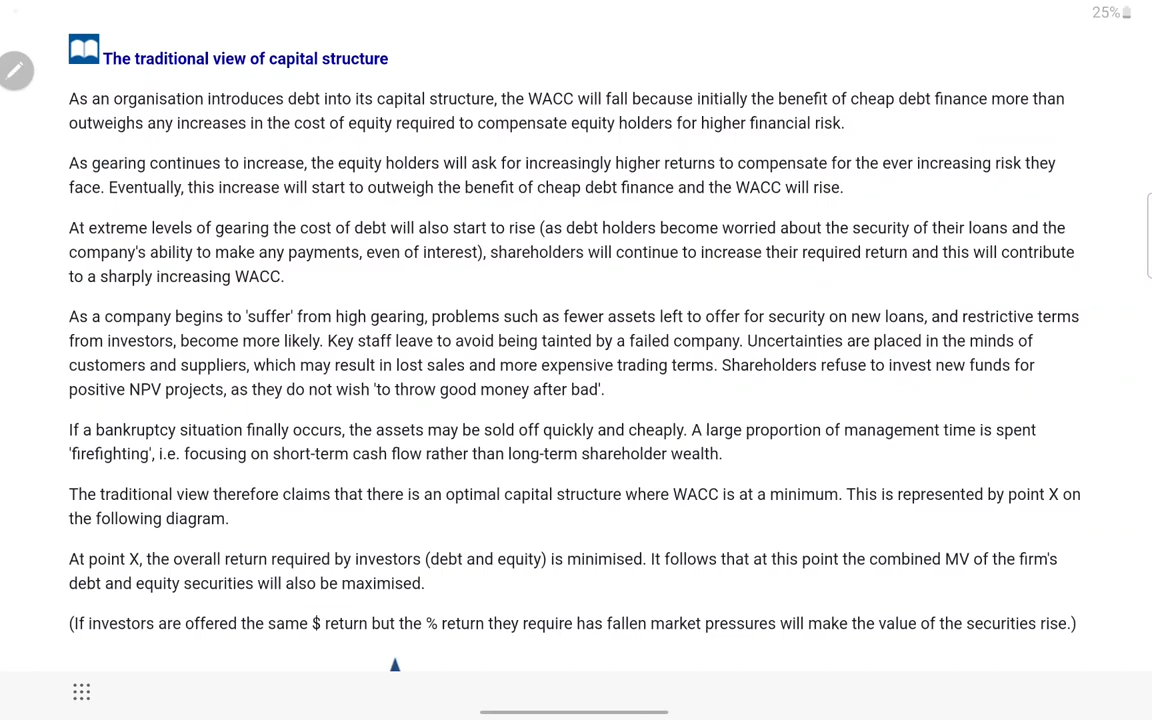 25%
The traditional view of capital structure
As an organisation introduces debt into its capital structure, the WACC will fall because initially the benefit of cheap debt finance more than
outweighs any increases in the cost of equity required to compensate equity holders for higher financial risk.
As gearing continues to increase, the equity holders will ask for increasingly higher returns to compensate for the ever increasing risk they
face. Eventually, this increase will start to outweigh the benefit of cheap debt finance and the WACC will rise.
At extreme levels of gearing the cost of debt will also start to rise (as debt holders become worried about the security of their loans and the
company's ability to make any payments, even of interest), shareholders will continue to increase their required return and this will contribute
to a sharply increasing WACC.
As a company begins to 'suffer' from high gearing, problems such as fewer assets left to offer for security on new loans, and restrictive terms
from investors, become more likely. Key staff leave to avoid being tainted by a failed company. Uncertainties are placed in the minds of
customers and suppliers, which may result in lost sales and more expensive trading terms. Shareholders refuse to invest new funds for
positive NPV projects, as they do not wish 'to throw good money after bad'.
If a bankruptcy situation finally occurs, the assets may be sold off quickly and cheaply. A large proportion of management time is spent
'firefighting', i.e. focusing on short-term cash flow rather than long-term shareholder wealth.
The traditional view therefore claims that there is an optimal capital structure where WACC is at a minimum. This is represented by point X on
the following diagram.
At point X, the overall return required by investors (debt and equity) is minimised. It follows that at this point the combined MV of the firm's
debt and equity securities will also be maximised.
(If investors are offered the same $ return but the % return they require has fallen market pressures will make the value of the securities rise.)